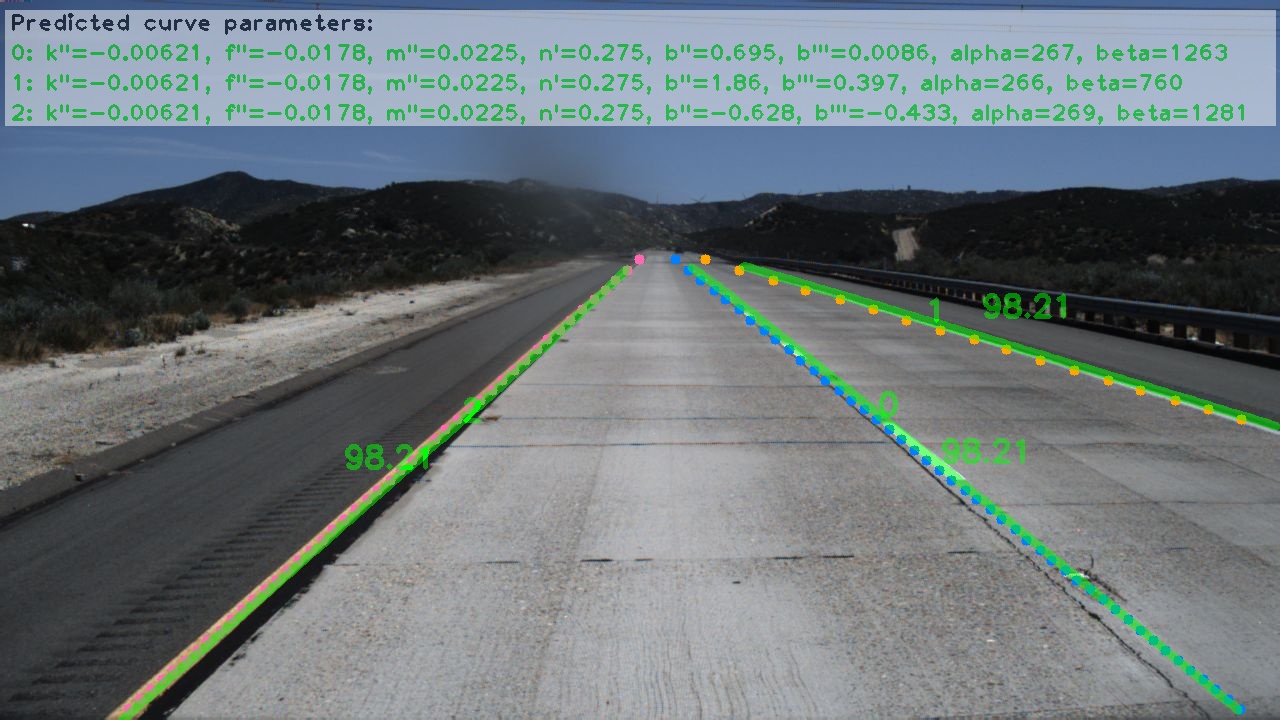 Predicted curve parameters:
0: k''=-0.00621, f''=-0.0178, m''=0.0225, n'=0.275, b''=0.695, b'''=0.0086, alpha=267, beta=1263
1: k''=-0.00621, f''=-0.0178, m''=0.0225, n'=0.275, b''=1.86, b'''=0.397, alpha=266, beta=760
2: k''=-0.00621, f''=-0.0178, m''=0.0225, n'=0.275, b''=-0.628, b'''=-0.433, alpha=269, beta=1281
1 98.21
2 0
98.21 98.21